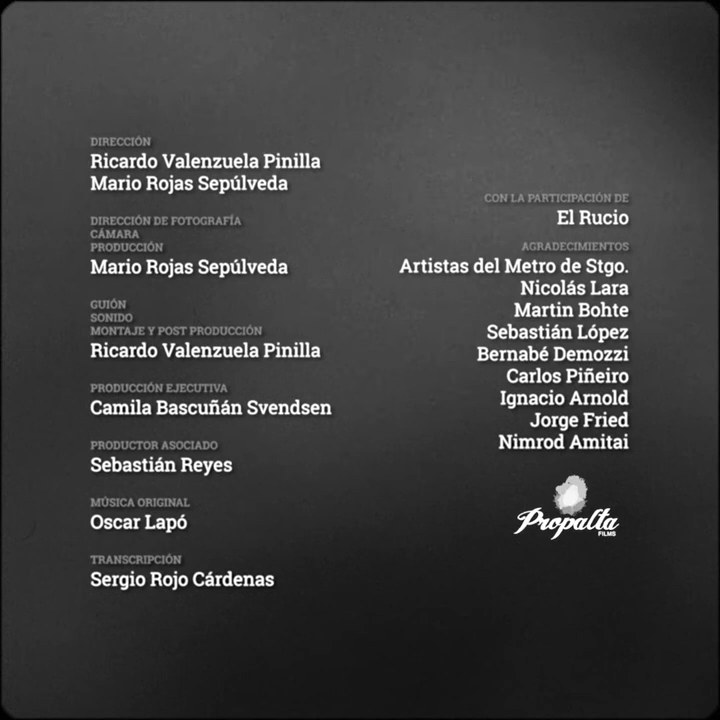 DIRECCIÓN
Ricardo Valenzuela Pinilla
Mario Rojas Sepúlveda
DIRECCIÓN DE FOTOGRAFÍA
CÁMARA
PRODUCCIÓN
Mario Rojas Sepúlveda
GUIÓN
SONIDO
MONTAJE Y POST PRODUCCIÓN
Ricardo Valenzuela Pinilla
PRODUCCIÓN EJECUTIVA
Camila Bascuñán Svendsen
PRODUCTOR ASOCIADO
Sebastián Reyes
MÚSICA ORIGINAL
Oscar Lapó
TRANSCRIPCIÓN
Sergio Rojo Cárdenas
CON LA PARTICIPACIÓN DE
El Rucio
AGRADECIMIENTOS
Artistas del Metro de Stgo.
Nicolás Lara
Martin Bohte
Sebastián López
Bernabé Demozzi
Carlos Piñeiro
Ignacio Arnold
Jorge Fried
Nimrod Amitai
Propalta
FILMS